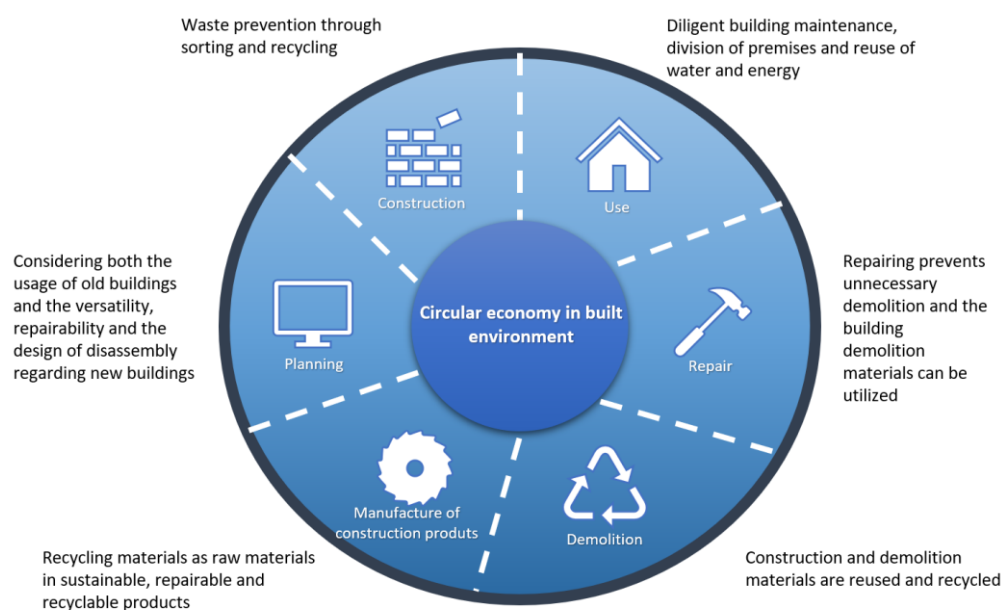 Waste prevention through
sorting and recycling
Diligent building maintenance,
division of premises and reuse of
water and energy
Construction
Use
Considering both the
usage of old buildings
and the versatility,
repairability and the
design of disassembly
regarding new buildings
Planning
Circular economy in built
environment
Repair
Repairing prevents
unnecessary
demolition and the
building
demolition
materials can be
utilized
Manufacture of
construction produts
Demolition
Recycling materials as raw materials
in sustainable, repairable and
recyclable products
Construction and demolition
materials are reused and recycled